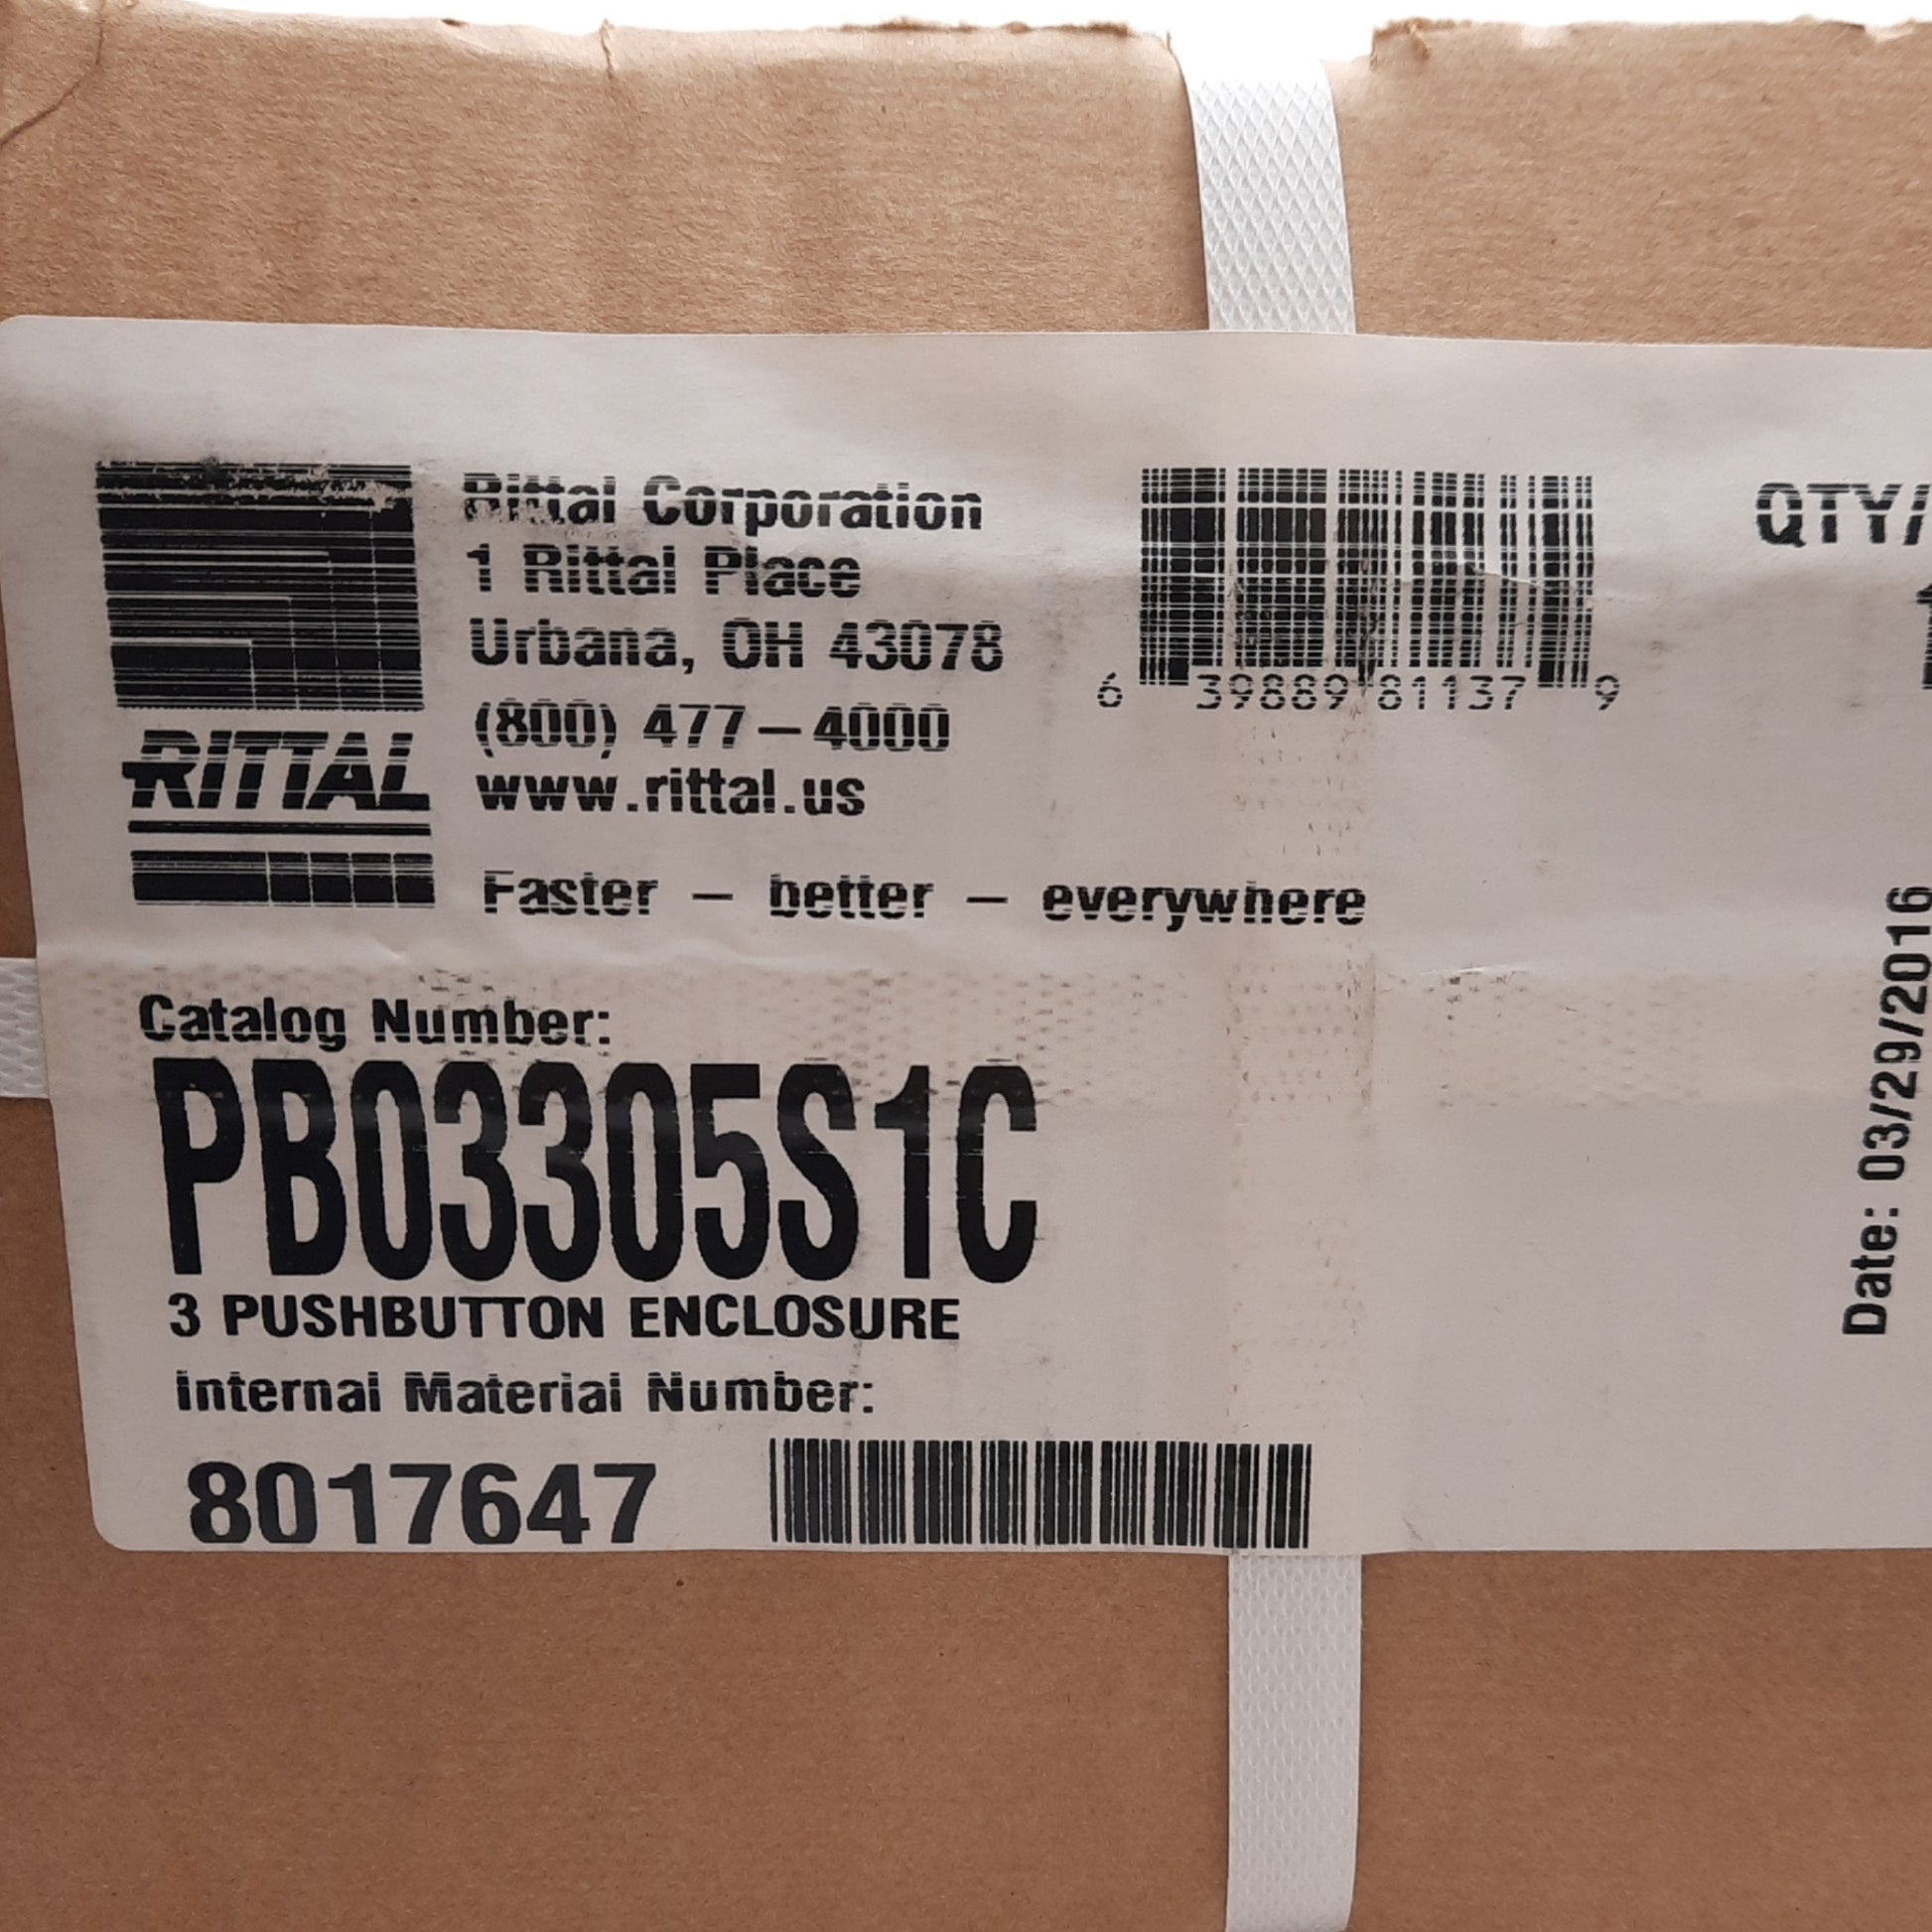 Rittal Corporation
1 Rittal Place
Urbana, OH 43078
(800) 477-4000
www.rittal.us
RITTAL
Faster - better - everywhere
6 39889 81137 9
QTY/
1
Date: 03/29/2016
Catalog Number:
PB03305S1C
3 PUSHBUTTON ENCLOSURE
Internal Material Number:
8017647